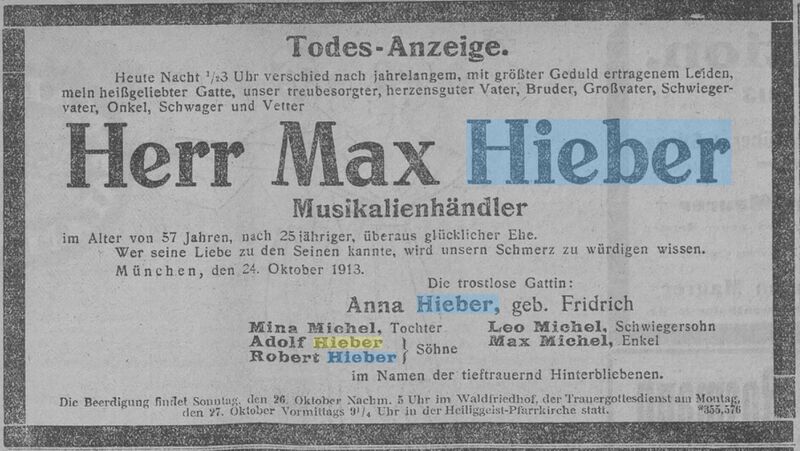 Todes-Anzeige.
Heute Nacht ½3 Uhr verschied nach jahrelangem, mit größter Geduld ertragenem Leiden,
mein heißgeliebter Gatte, unser treubesorgter, herzensguter Vater, Bruder, Großvater, Schwieger-
vater, Onkel, Schwager und Vetter
Herr Max Hieber
Musikalienhändler
im Alter von 57 Jahren, nach 25jähriger, überaus glücklicher Ehe.
Wer seine Liebe zu den Seinen kannte, wird unsern Schmerz zu würdigen wissen.
München, den 24. Oktober 1913.
Die trostlose Gattin:
Anna Hieber, geb. Fridrich
Mina Michel, Tochter Leo Michel, Schwiegersohn
Adolf Hieber } Söhne Max Michel, Enkel
Robert Hieber
im Namen der tieftrauernd Hinterbliebenen.
Die Beerdigung findet Sonntag, den 26. Oktober Nachm. 5 Uhr im Waldfriedhof, der Trauergottesdienst am Montag,
den 27. Oktober Vormittags 9¼ Uhr in der Heiliggeist-Pfarrkirche statt. *355,576